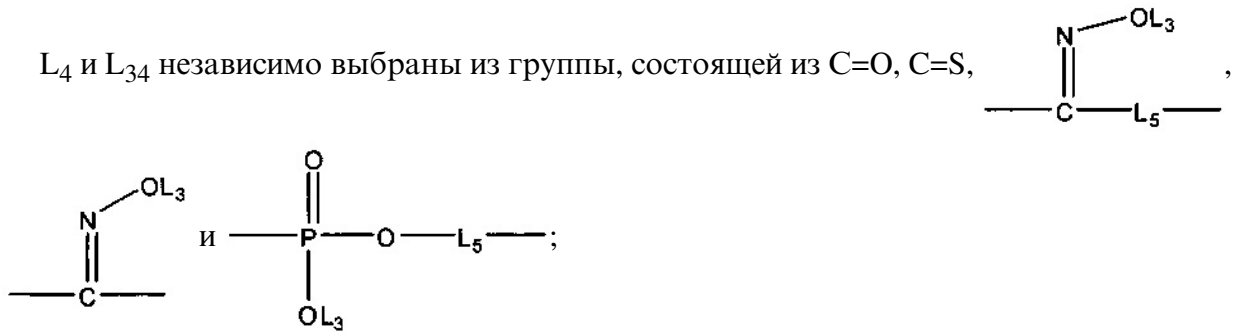 OL₃
N
L₄ и L₃₄ независимо выбраны из группы, состоящей из C=O, C=S, ,
C L₅
O
OL₃
N и P O L₅ ;
C
OL₃